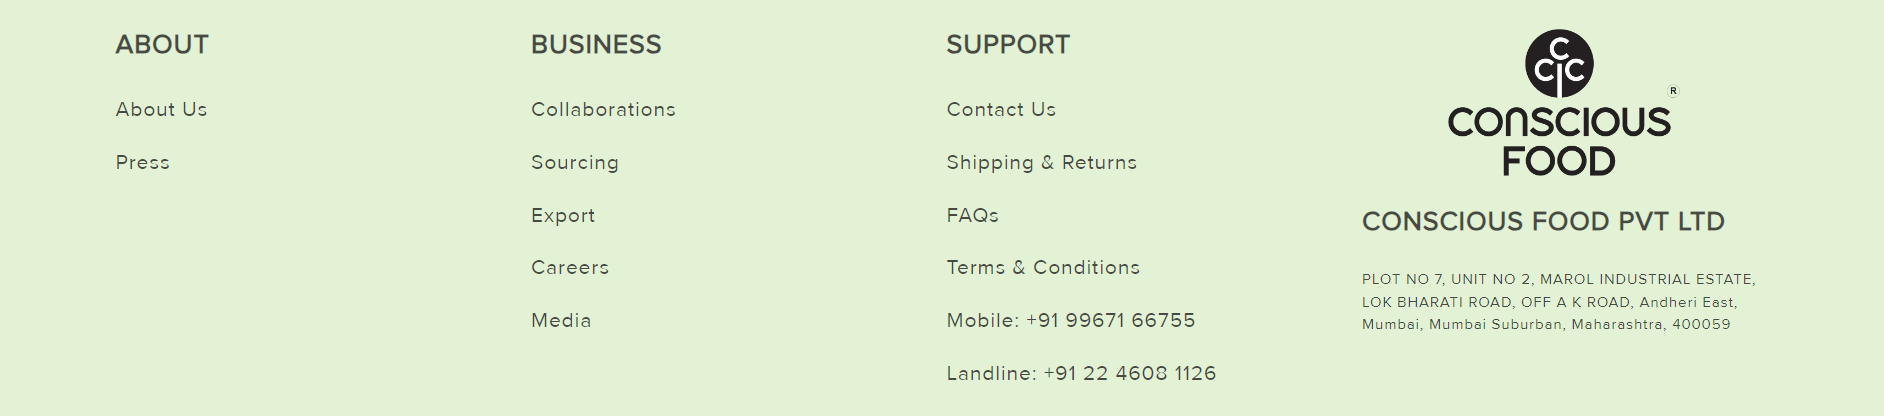 ABOUT
About Us
Press
BUSINESS
Collaborations
Sourcing
Export
Careers
Media
SUPPORT
Contact Us
Shipping & Returns
FAQs
Terms & Conditions
Mobile: +91 99671 66755
Landline: +91 22 4608 1126
C
CC
®
CONSCIOUS
FOOD
CONSCIOUS FOOD PVT LTD
PLOT NO 7, UNIT NO 2, MAROL INDUSTRIAL ESTATE,
LOK BHARATI ROAD, OFF A K ROAD, Andheri East,
Mumbai, Mumbai Suburban, Maharashtra, 400059